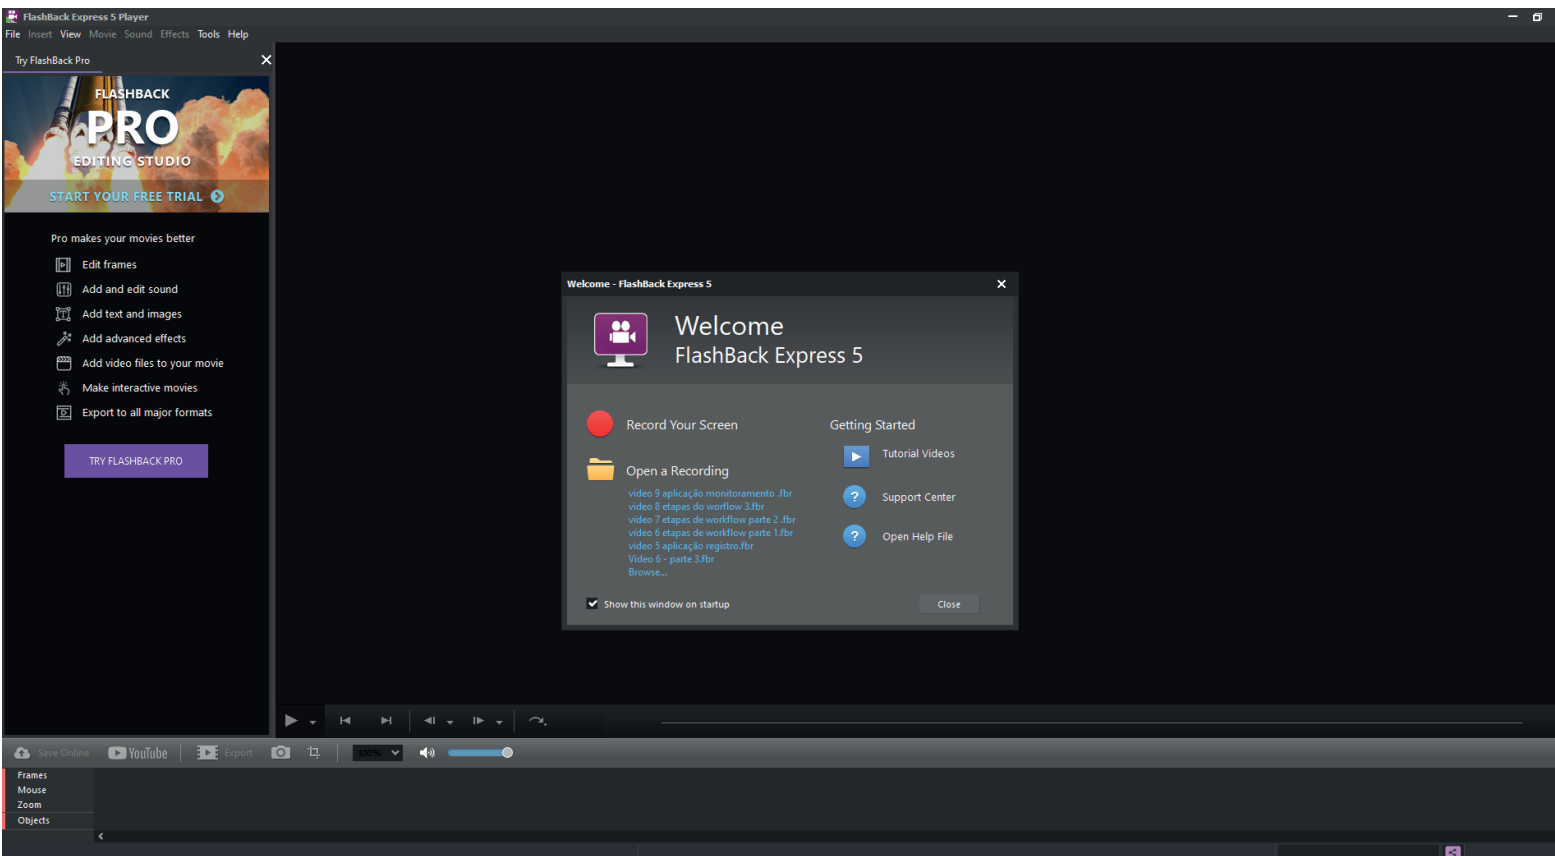 FlashBack Express 5 Player
File Insert View Movie Sound Effects Tools Help
Try FlashBack Pro
FLASHBACK
PRO
EDITING STUDIO
START YOUR FREE TRIAL
Pro makes your movies better
Edit frames
Add and edit sound
Add text and images
Add advanced effects
Add video files to your movie
Make interactive movies
Export to all major formats
TRY FLASHBACK PRO
Welcome - FlashBack Express 5
Welcome
FlashBack Express 5
Record Your Screen
Open a Recording
video 9 aplicação monitoramento .fbr
video 8 etapas do worflow 3.fbr
video 7 etapas de workflow parte 2 .fbr
video 6 etapas de workflow parte 1.fbr
video 5 aplicação registro.fbr
Video 6 - parte 3.fbr
Browse...
Getting Started
Tutorial Videos
Support Center
Open Help File
Show this window on startup
Close
Save Online
YouTube
Export
100%
Frames
Mouse
Zoom
Objects